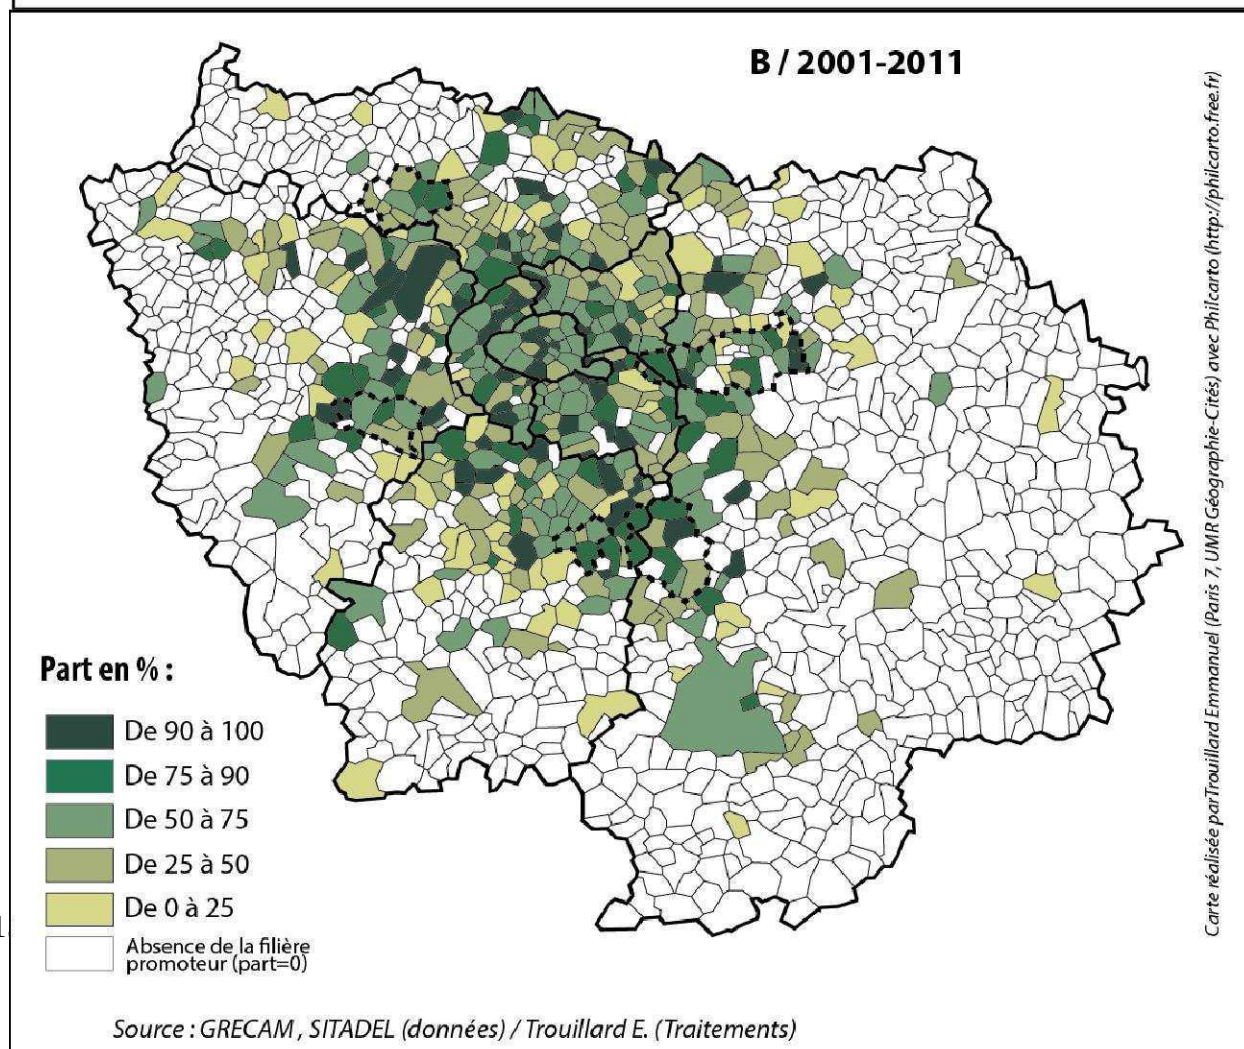 B / 2001-2011
Carte réalisée parTrouillard Emmanuel (Paris 7, UMR Géographie-Cités) avec Philcarto (http://philcarto.free.fr)
Part en % :
De 90 à 100
De 75 à 90
De 50 à 75
De 25 à 50
De 0 à 25
Absence de la filière
promoteur (part=0)
Source : GRECAM , SITADEL (données) / Trouillard E. (Traitements)